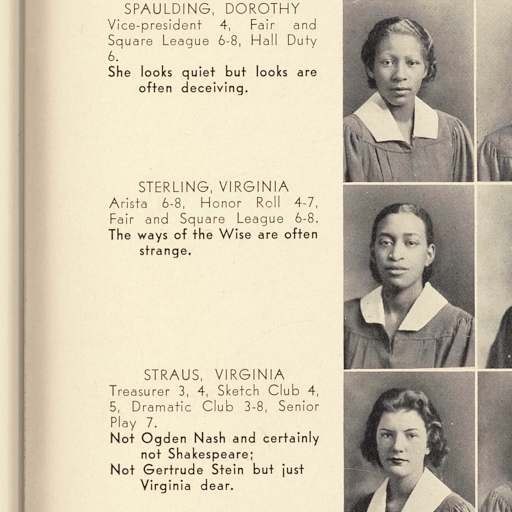 SPAULDING, DOROTHY
Vice-president 4, Fair and
Square League 6-8, Hall Duty
6.
She looks quiet but looks are
often deceiving.
STERLING, VIRGINIA
Arista 6-8, Honor Roll 4-7,
Fair and Square League 6-8.
The ways of the Wise are often
strange.
STRAUS, VIRGINIA
Treasurer 3, 4, Sketch Club 4,
5, Dramatic Club 3-8, Senior
Play 7.
Not Ogden Nash and certainly
not Shakespeare;
Not Gertrude Stein but just
Virginia dear.